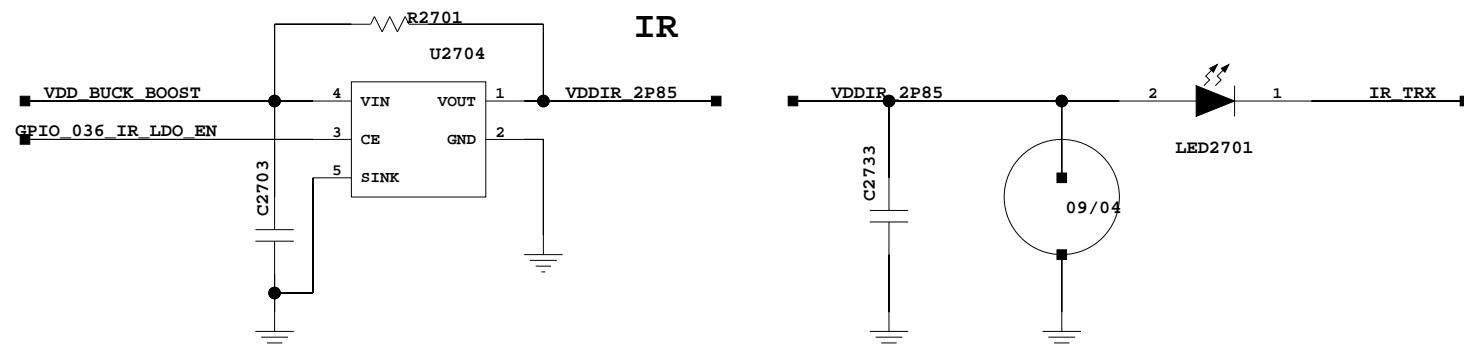 IR
R2701
U2704
VDD_BUCK_BOOST
4 VIN VOUT 1
VDDIR_2P85
GPIO_036_IR_LDO_EN
3 CE GND 2
5 SINK
C2703
VDDIR_2P85
2 1
IR_TRX
LED2701
C2733
09/04